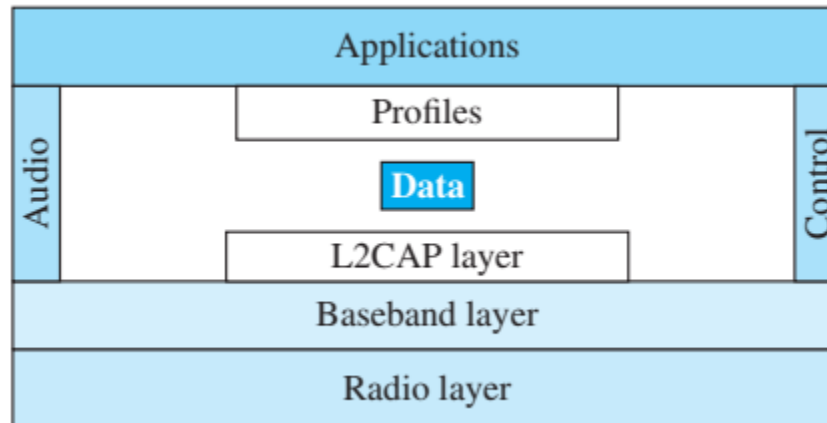 Applications
Profiles
Audio
Data
Control
L2CAP layer
Baseband layer
Radio layer